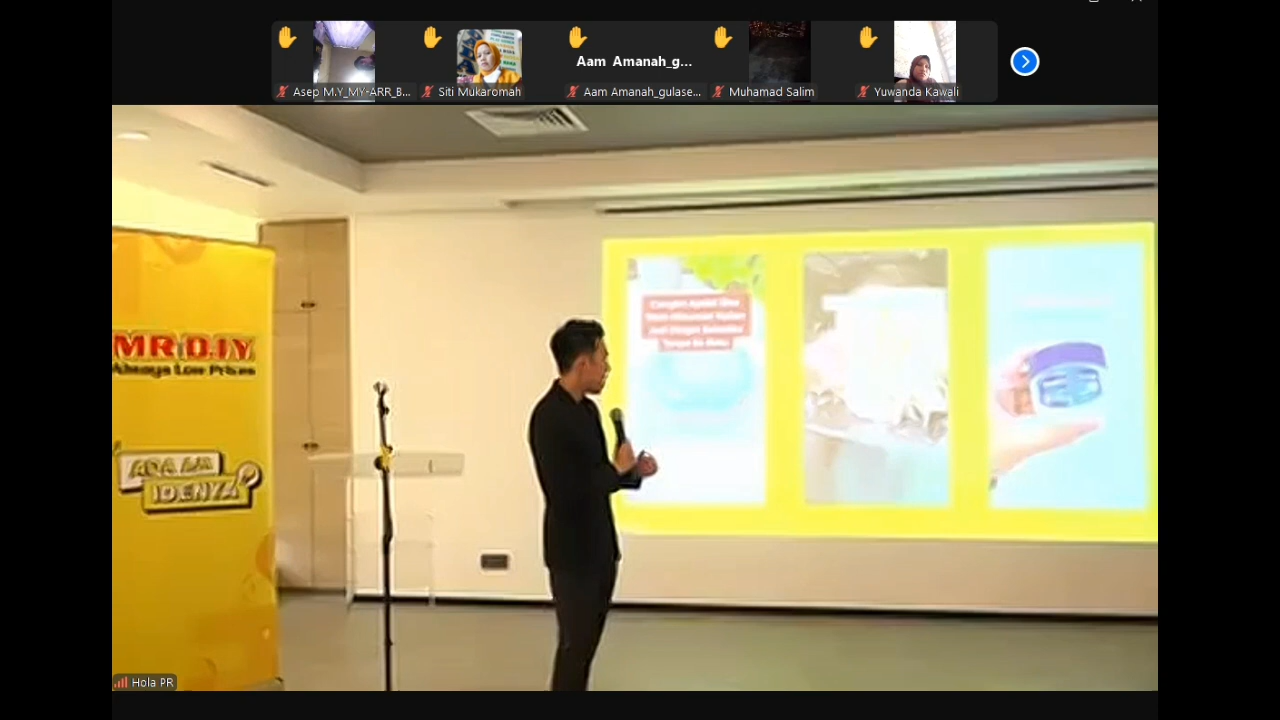 Aam Amanah_g...
Asep M.Y_MY-ARR_B...
Siti Mukaromah
Aam Amanah_gulase...
Muhamad Salim
Yuwanda Kawali
MR.D.I.Y.
Always Low Prices
ADA AJA
IDENYA
Hola PR